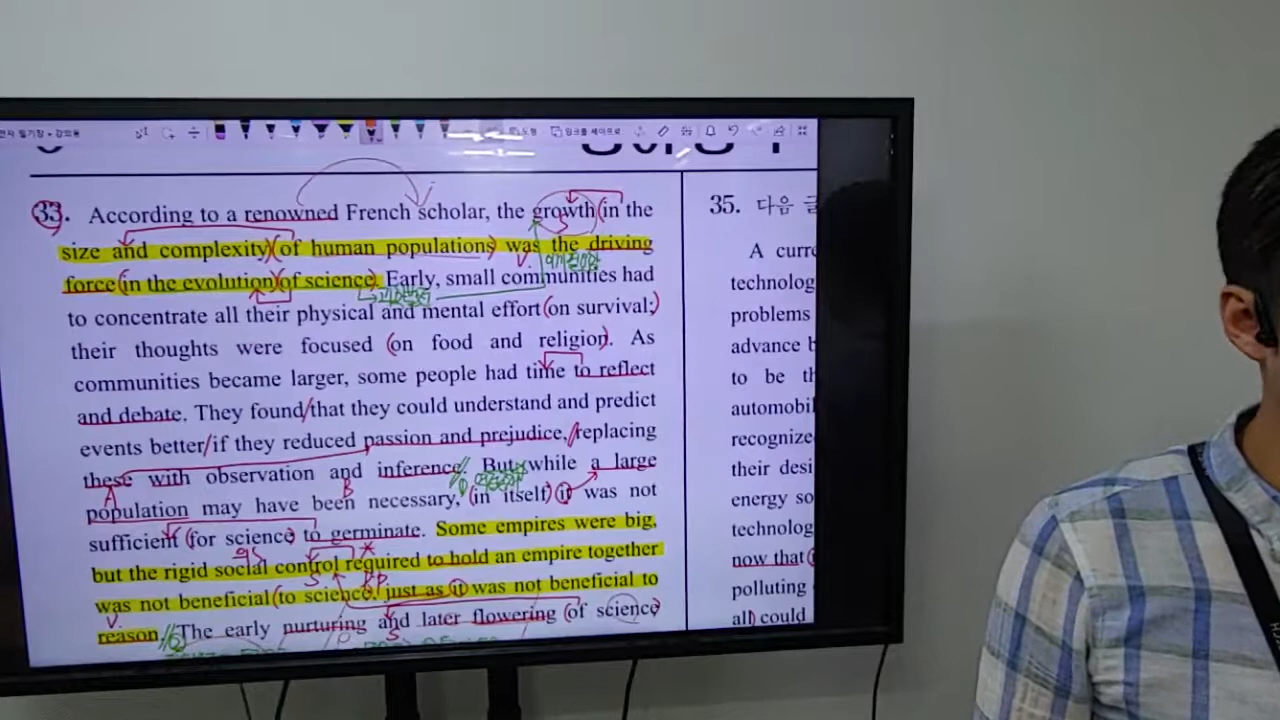 33. According to a renowned French scholar, the growth in the
size and complexity of human populations was the driving
force in the evolution of science. Early, small communities had
to concentrate all their physical and mental effort on survival;
their thoughts were focused on food and religion. As
communities became larger, some people had time to reflect
and debate. They found that they could understand and predict
events better if they reduced passion and prejudice, replacing
these with observation and inference. But while a large
population may have been necessary, in itself it was not
sufficient for science to germinate. Some empires were big,
but the rigid social control required to hold an empire together
was not beneficial to science, just as it was not beneficial to
reason. The early nurturing and later flowering of science
35. 다음 글
A curre
technolog
problems
advance b
to be th
automobil
recognize
their desi
energy so
technolog
now that
polluting
all could